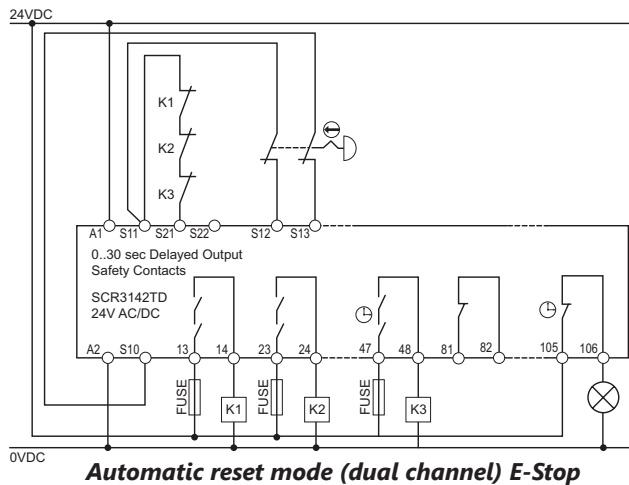 24VDC
K1
K2
K3
A1 S11 S21 S22 S12 S13
0..30 sec Delayed Output
Safety Contacts
SCR3142TD
24V AC/DC
A2 S10 13 14 23 24 47 48 81 82 105 106
FUSE K1 FUSE K2 FUSE K3
0VDC
Automatic reset mode (dual channel) E-Stop